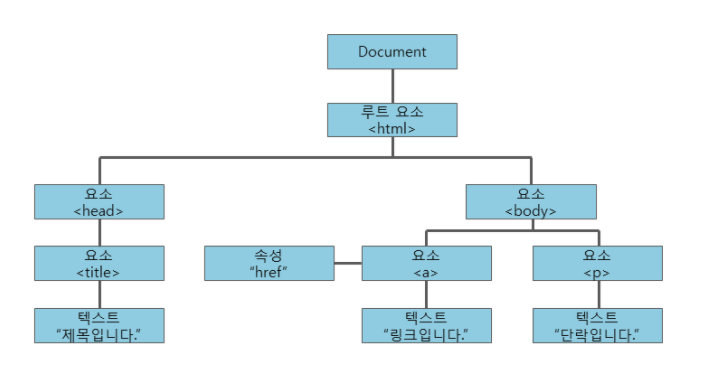 Document
루트 요소
<html>
요소
<head>
요소
<body>
요소
<title>
속성
"href"
요소
<a>
요소
<p>
텍스트
"제목입니다."
텍스트
"링크입니다."
텍스트
"단락입니다."